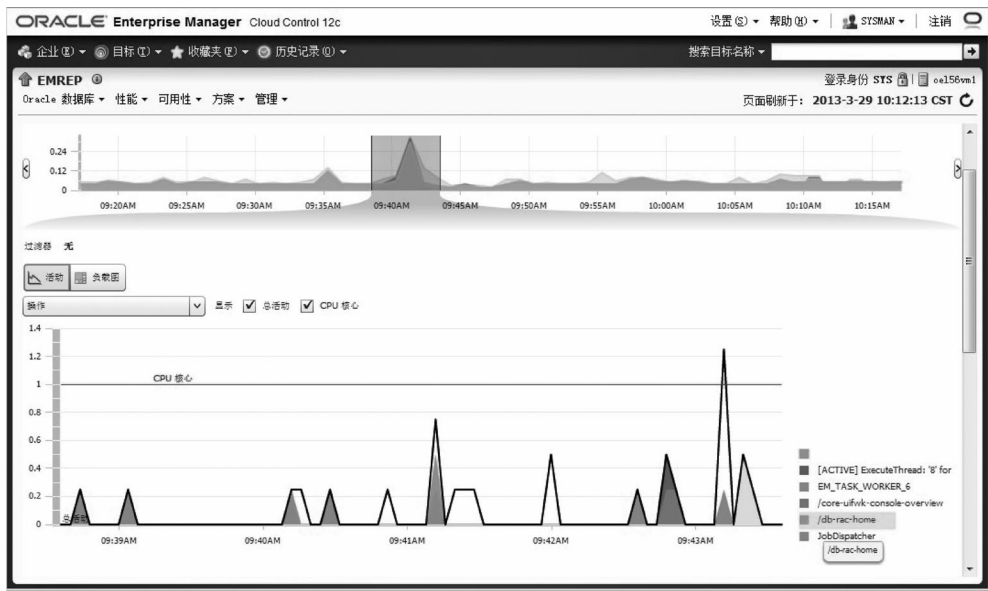 ORACLE Enterprise Manager Cloud Control 12c 设置(S) 帮助(H) SYSMAN 注销
企业(E) 目标(T) 收藏夹(F) 历史记录(O) 搜索目标名称
EMREP 登录身份 SYS oel56vm1
Oracle 数据库 性能 可用性 方案 管理 页面刷新于: 2013-3-29 10:12:13 CST
0.24
0.12
0
09:20AM 09:25AM 09:30AM 09:35AM 09:40AM 09:45AM 09:50AM 09:55AM 10:00AM 10:05AM 10:10AM 10:15AM
过滤器 无
活动 负载图
操作 显示 总活动 CPU 核心
1.4
1.2
1
CPU 核心
0.8
0.6
0.4
0.2
0
总活动
09:39AM 09:40AM 09:41AM 09:42AM 09:43AM
[ACTIVE] ExecuteThread: '8' for
EM_TASK_WORKER_6
/core-uifwk-console-overview
/db-rac-home
JobDispatcher
/db-rac-home